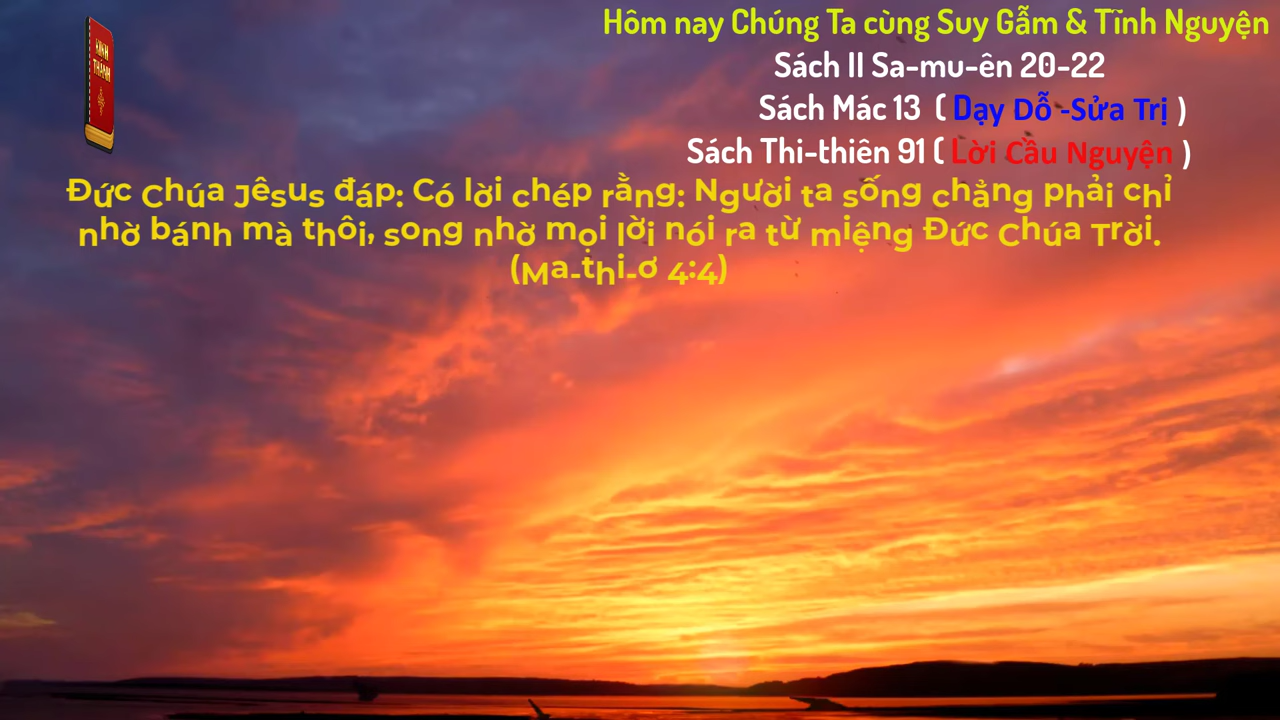 KINH
THÁNH
Hôm nay Chúng Ta cùng Suy Gẫm & Tĩnh Nguyện
Sách II Sa-mu-ên 20-22
Sách Mác 13 ( Dạy Dỗ -Sửa Trị )
Sách Thi-thiên 91 ( Lời Cầu Nguyện )
Đức Chúa Jêsus đáp: Có lời chép rằng: Người ta sống chẳng phải chỉ
nhờ bánh mà thôi, song nhờ mọi lời nói ra từ miệng Đức Chúa Trời.
(Ma-thi-ơ 4:4)